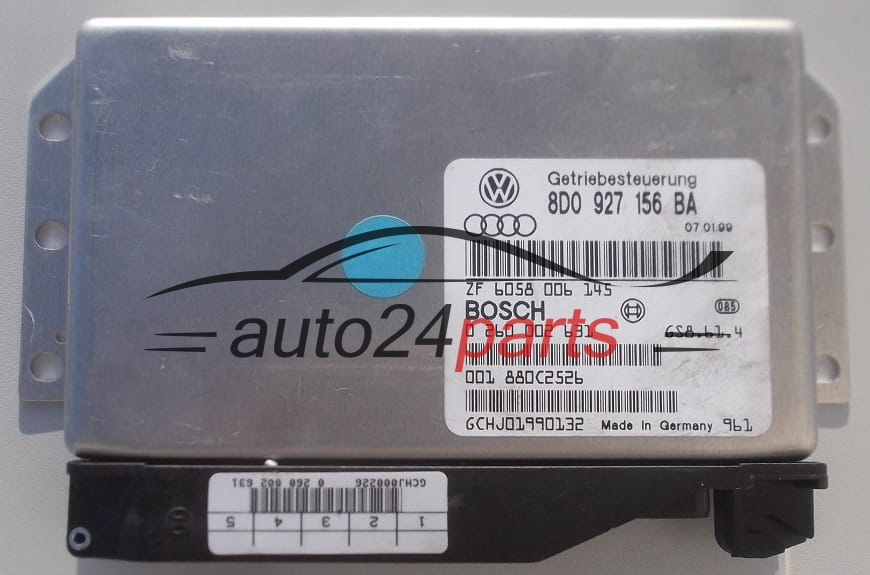 Getriebesteuerung
8D0 927 156 BA
07.01.99
ZF 6058 006 145
BOSCH
085
0 260 002 631
GS8.61.4
001 880C2526
GCHJ01990132 Made in Germany 961
auto24parts
GCHJ000226 0 260 002 631
1 2 3 4 5